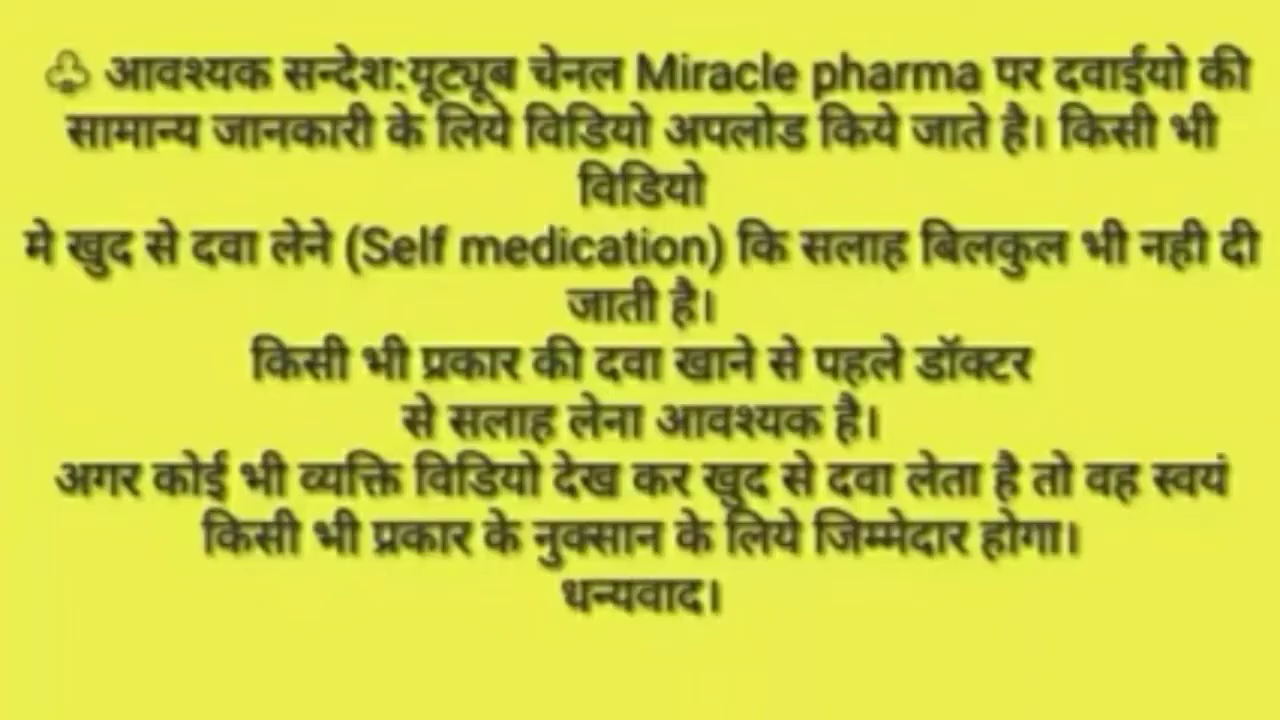 ♧ आवश्यक सन्देश:यूट्यूब चेनल Miracle pharma पर दवाईयो की
सामान्य जानकारी के लिये विडियो अपलोड किये जाते है। किसी भी
विडियो
मे खुद से दवा लेने (Self medication) कि सलाह बिलकुल भी नही दी
जाती है।
किसी भी प्रकार की दवा खाने से पहले डॉक्टर
से सलाह लेना आवश्यक है।
अगर कोई भी व्यक्ति विडियो देख कर खुद से दवा लेता है तो वह स्वयं
किसी भी प्रकार के नुक्सान के लिये जिम्मेदार होगा।
धन्यवाद।